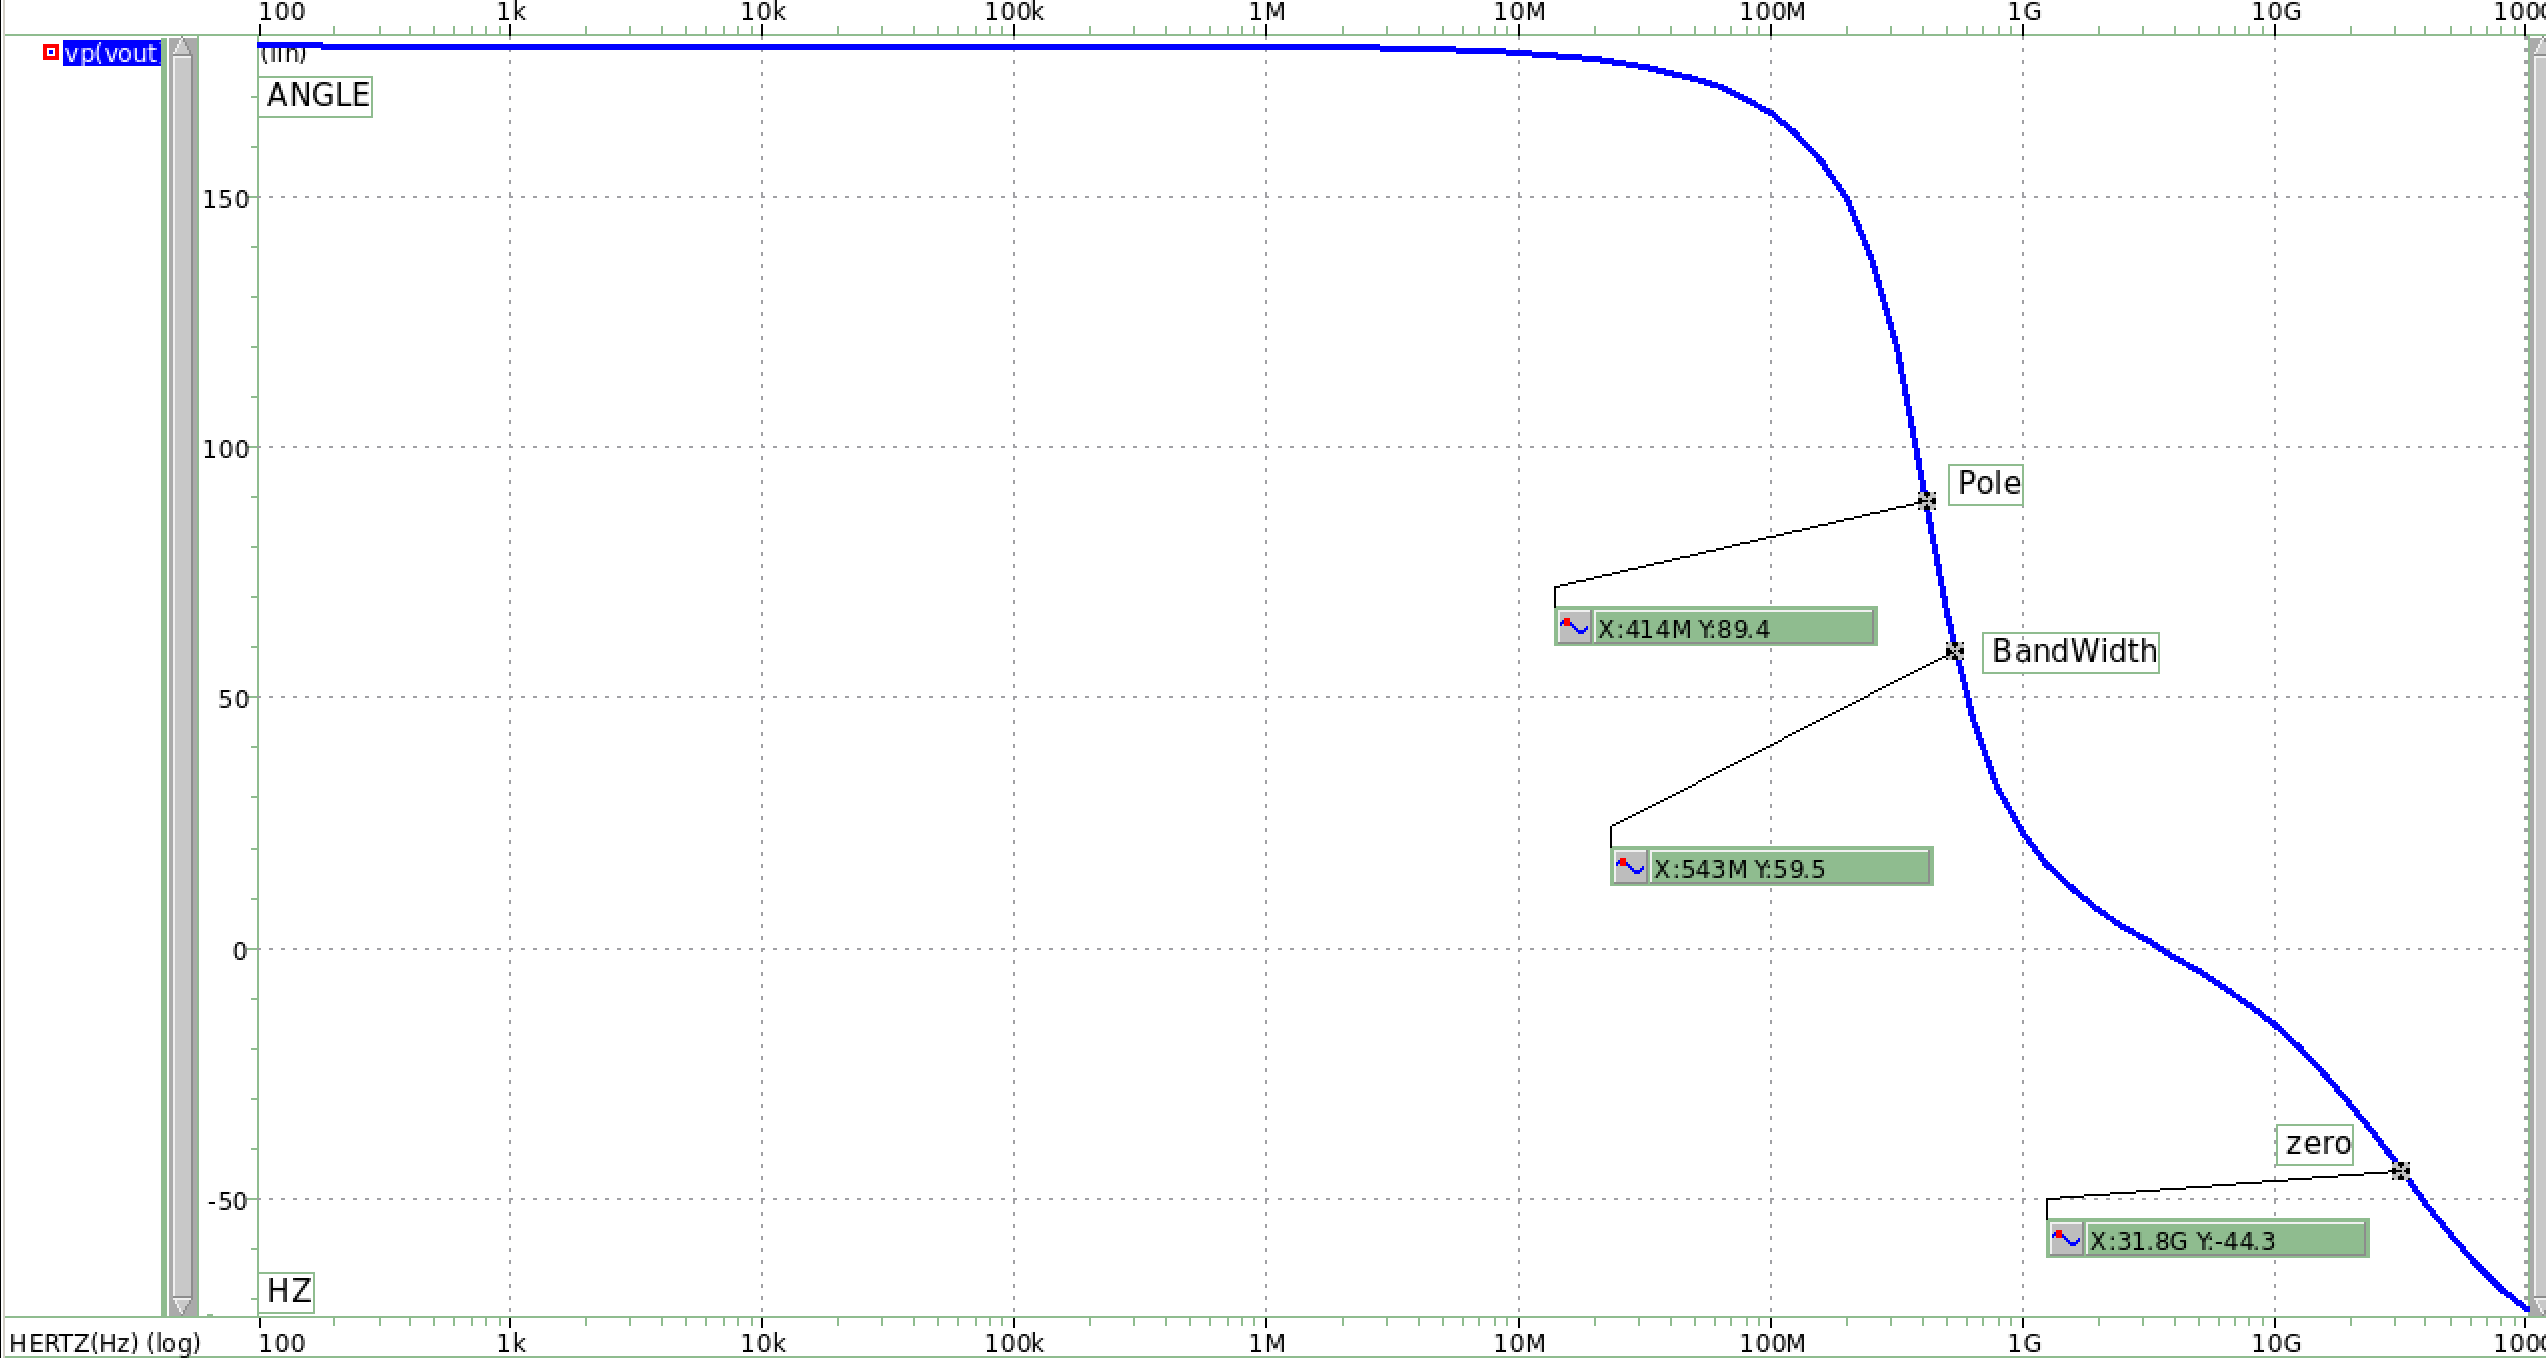 100 1k 10k 100k 1M 10M 100M 1G 10G
vp(vout
(lin)
ANGLE
150
100
Pole
X:414M Y:89.4
BandWidth
50
X:543M Y:59.5
0
zero
-50
X:31.8G Y:-44.3
HZ
HERTZ(Hz) (log) 100 1k 10k 100k 1M 10M 100M 1G 10G